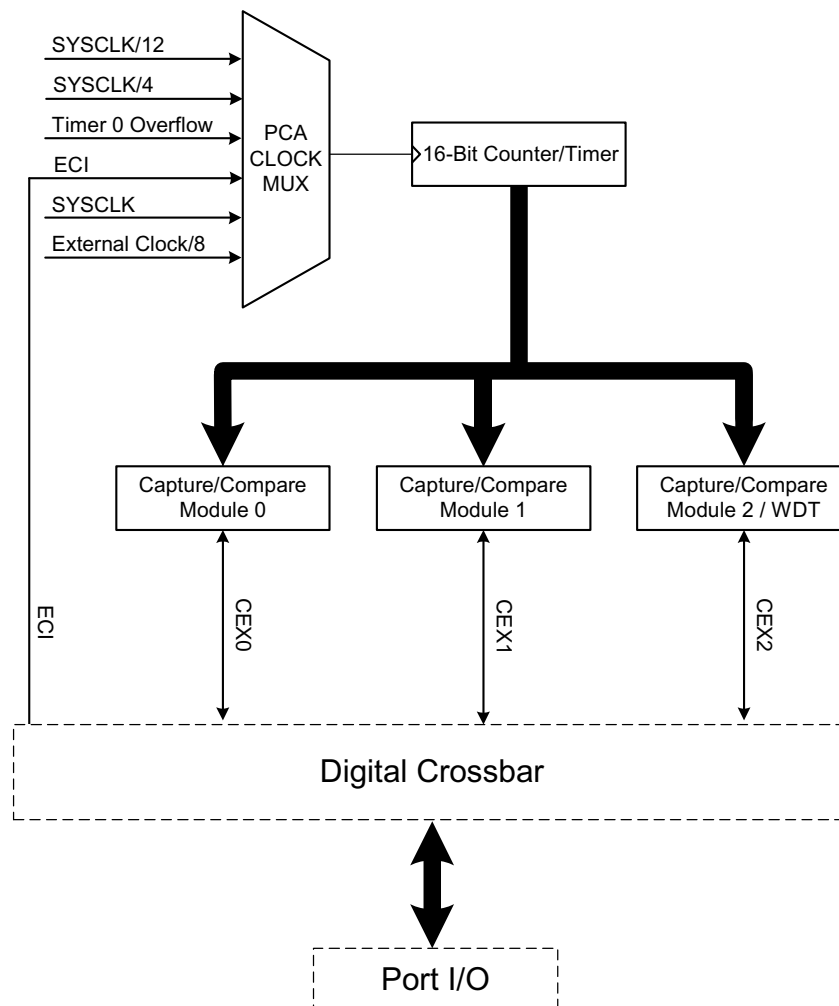 SYSCLK/12
SYSCLK/4
Timer 0 Overflow
ECI
SYSCLK
External Clock/8
PCA
CLOCK
MUX
16-Bit Counter/Timer
Capture/Compare
Module 0
Capture/Compare
Module 1
Capture/Compare
Module 2 / WDT
ECI
CEX0
CEX1
CEX2
Digital Crossbar
Port I/O